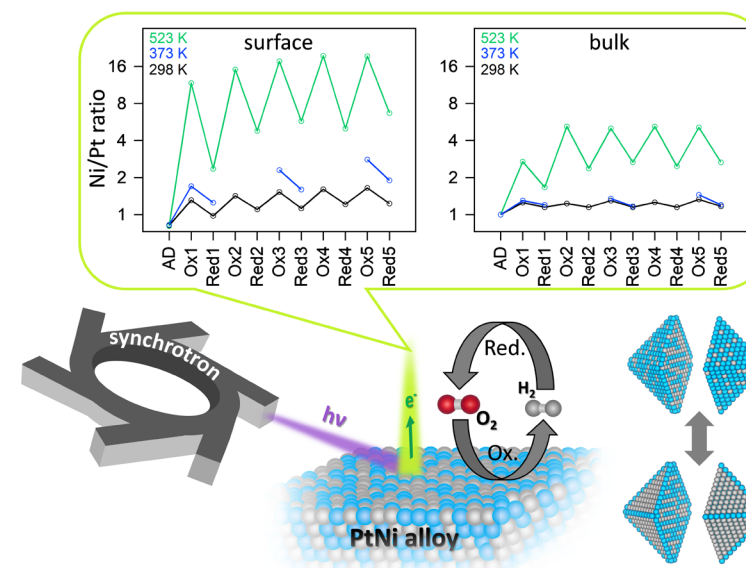 surface
523 K
373 K
298 K
Ni/Pt ratio
16
8
4
2
1
AD
Ox1
Red1
Ox2
Red2
Ox3
Red3
Ox4
Red4
Ox5
Red5
bulk
523 K
373 K
298 K
16
8
4
2
1
AD
Ox1
Red1
Ox2
Red2
Ox3
Red3
Ox4
Red4
Ox5
Red5
synchrotron
hν
e-
Red.
H2
O2
Ox.
PtNi alloy